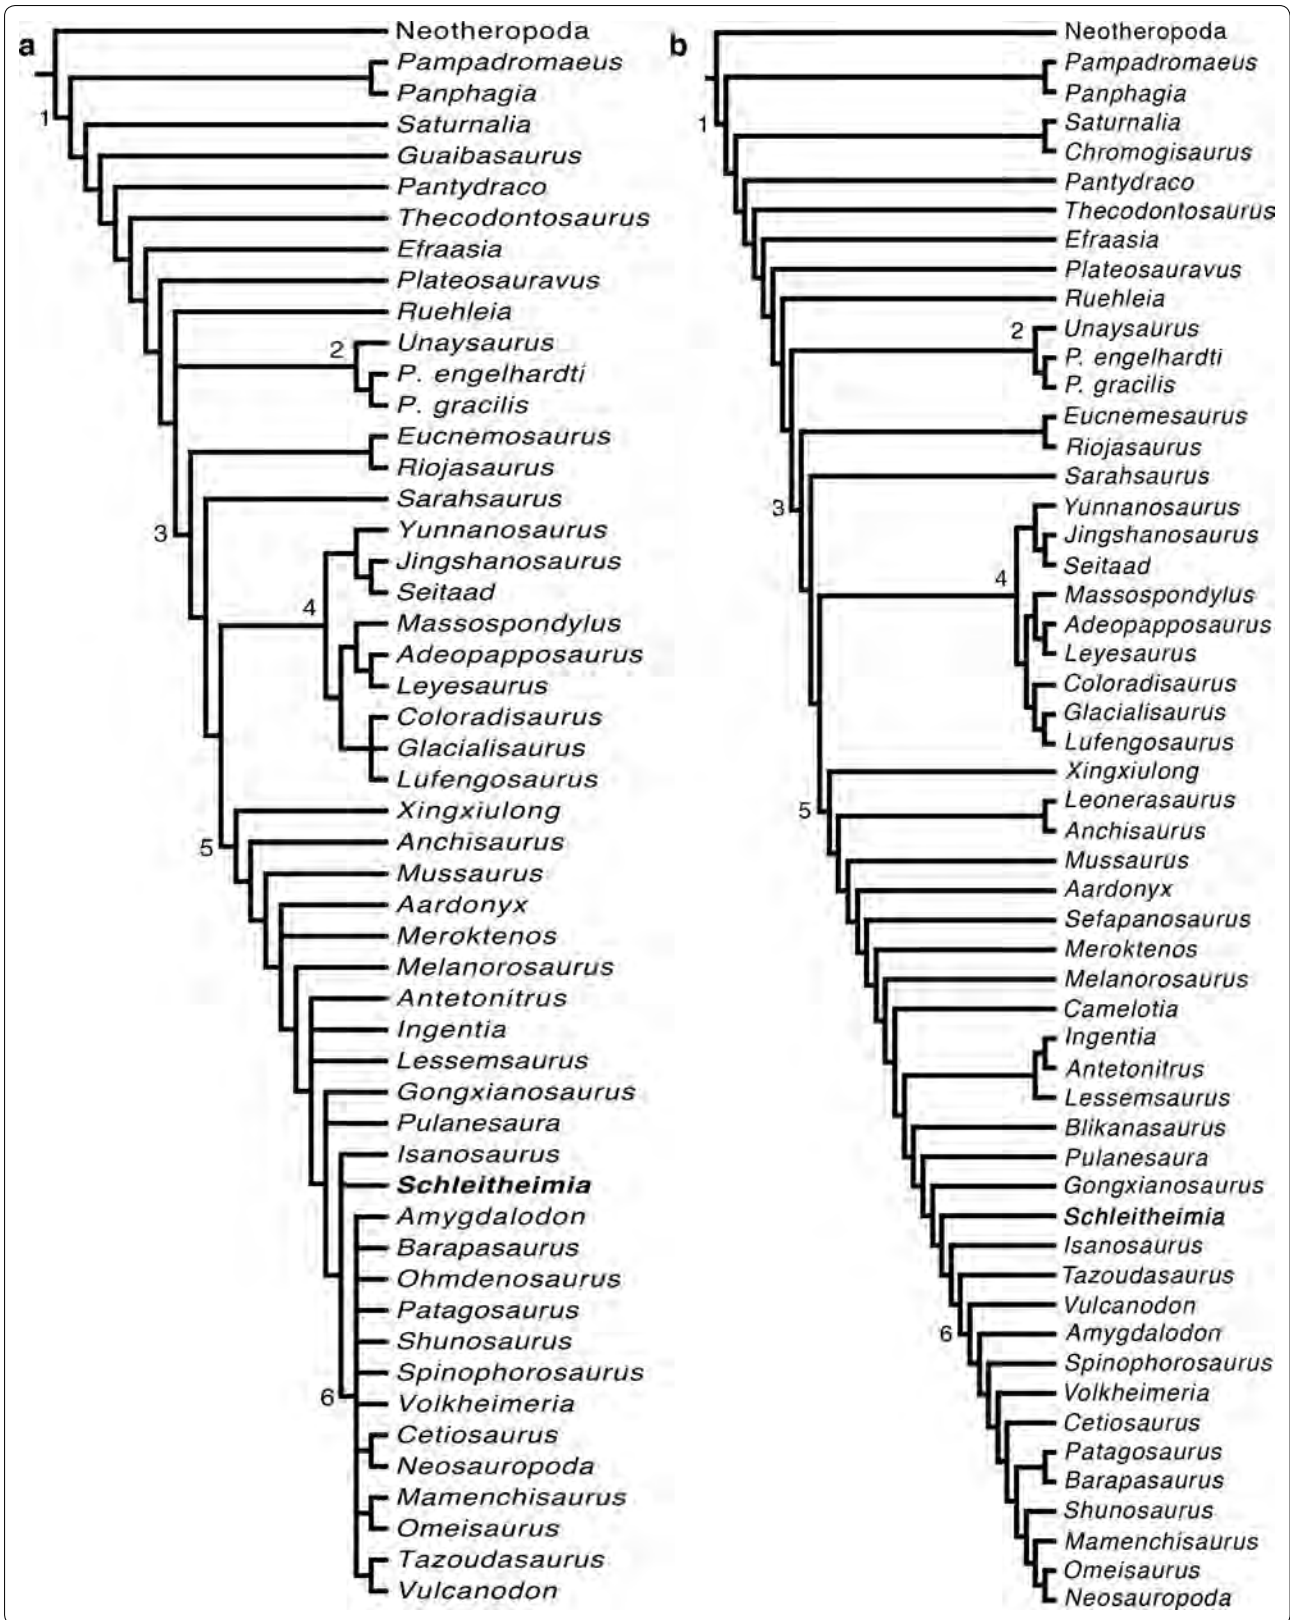 a
Neotheropoda
Pampadromaeus
Panphagia
1
Saturnalia
Guaibasaurus
Pantydraco
Thecodontosaurus
Efraasia
Plateosauravus
Ruehleia
2
Unaysaurus
P. engelhardti
P. gracilis
Eucnemosaurus
Riojasaurus
Sarahsaurus
Yunnanosaurus
3
Jingshanosaurus
Seitaad
4
Massospondylus
Adeopapposaurus
Leyesaurus
Coloradisaurus
Glacialisaurus
Lufengosaurus
Xingxiulong
Anchisaurus
5
Mussaurus
Aardonyx
Meroktenos
Melanorosaurus
Antetonitrus
Ingentia
Lessemsaurus
Gongxianosaurus
Pulanesaura
Isanosaurus
Schleitheimia
Amygdalodon
Barapasaurus
Ohmdenosaurus
Patagosaurus
Shunosaurus
Spinophorosaurus
6
Volkheimeria
Cetiosaurus
Neosauropoda
Mamenchisaurus
Omeisaurus
Tazoudasaurus
Vulcanodon
b
Neotheropoda
Pampadromaeus
Panphagia
1
Saturnalia
Chromogisaurus
Pantydraco
Thecodontosaurus
Efraasia
Plateosauravus
Ruehleia
2
Unaysaurus
P. engelhardti
P. gracilis
Eucnemesaurus
Riojasaurus
Sarahsaurus
3
Yunnanosaurus
Jingshanosaurus
Seitaad
4
Massospondylus
Adeopapposaurus
Leyesaurus
Coloradisaurus
Glacialisaurus
Lufengosaurus
Xingxiulong
5
Leonerasaurus
Anchisaurus
Mussaurus
Aardonyx
Sefapanosaurus
Meroktenos
Melanorosaurus
Camelotia
Ingentia
Antetonitrus
Lessemsaurus
Blikanasaurus
Pulanesaura
Gongxianosaurus
Schleitheimia
Isanosaurus
Tazoudasaurus
Vulcanodon
6
Amygdalodon
Spinophorosaurus
Volkheimeria
Cetiosaurus
Patagosaurus
Barapasaurus
Shunosaurus
Mamenchisaurus
Omeisaurus
Neosauropoda